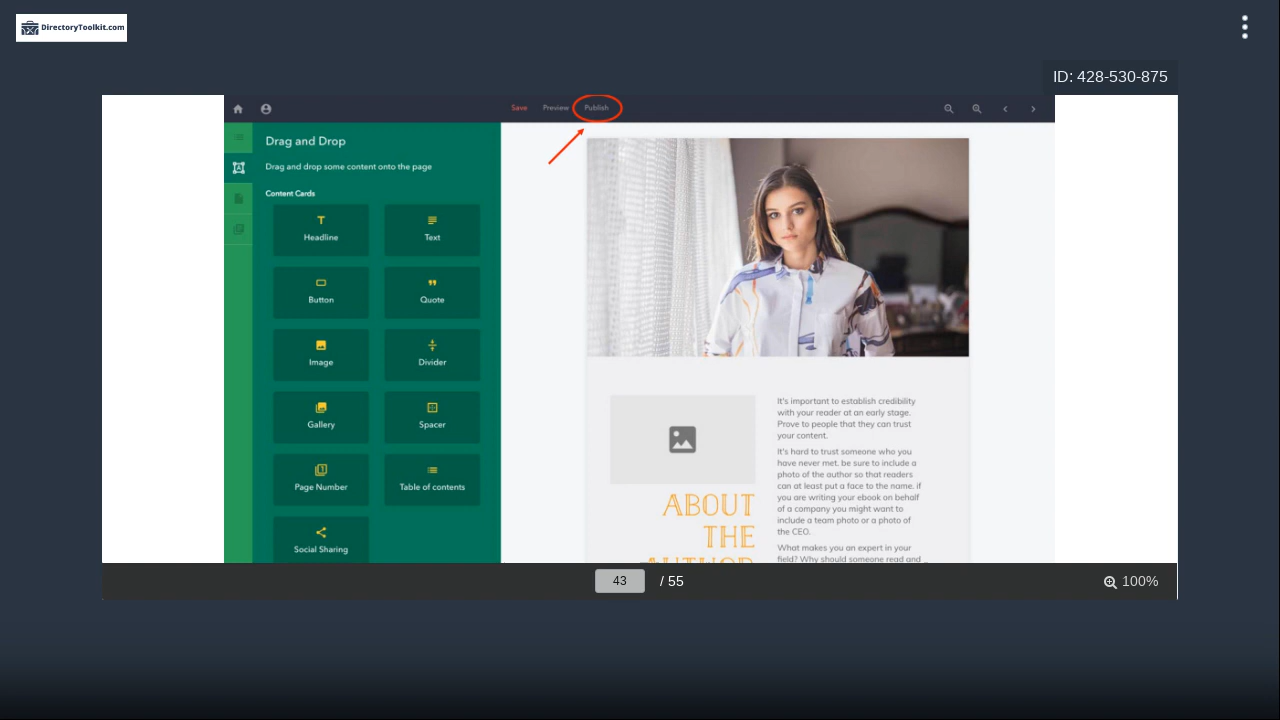 DirectoryToolkit.com
ID: 428-530-875
Save Preview Publish
Drag and Drop
Drag and drop some content onto the page
Content Cards
Headline
Text
Button
Quote
Image
Divider
Gallery
Spacer
Page Number
Table of contents
Social Sharing
ABOUT
THE
AUTHOR
It's important to establish credibility
with your reader at an early stage.
Prove to people that they can trust
your content.
It's hard to trust someone who you
have never met, be sure to include a
photo of the author so that readers
can at least put a face to the name. if
you are writing your ebook on behalf
of a company you might want to
include a team photo or a photo of
the CEO.
What makes you an expert in your
field? Why should someone read and
43 / 55
100%